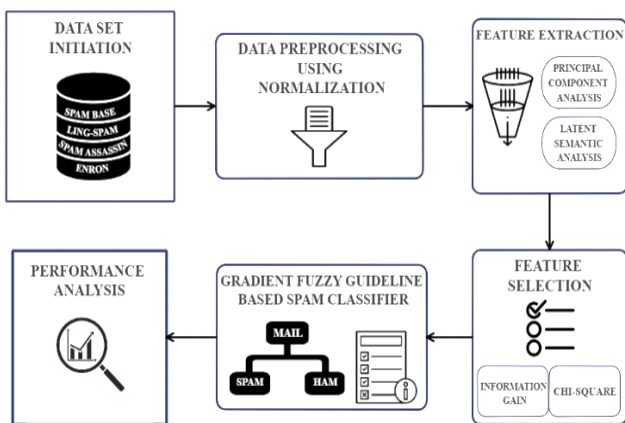 DATA SET
INITIATION
SPAM BASE
LING-SPAM
SPAM ASSASSIN
ENRON
DATA PREPROCESSING
USING
NORMALIZATION
FEATURE EXTRACTION
PRINCIPAL
COMPONENT
ANALYSIS
LATENT
SEMANTIC
ANALYSIS
FEATURE
SELECTION
INFORMATION
GAIN
CHI-SQUARE
GRADIENT FUZZY GUIDELINE
BASED SPAM CLASSIFIER
MAIL
SPAM
HAM
PERFORMANCE
ANALYSIS